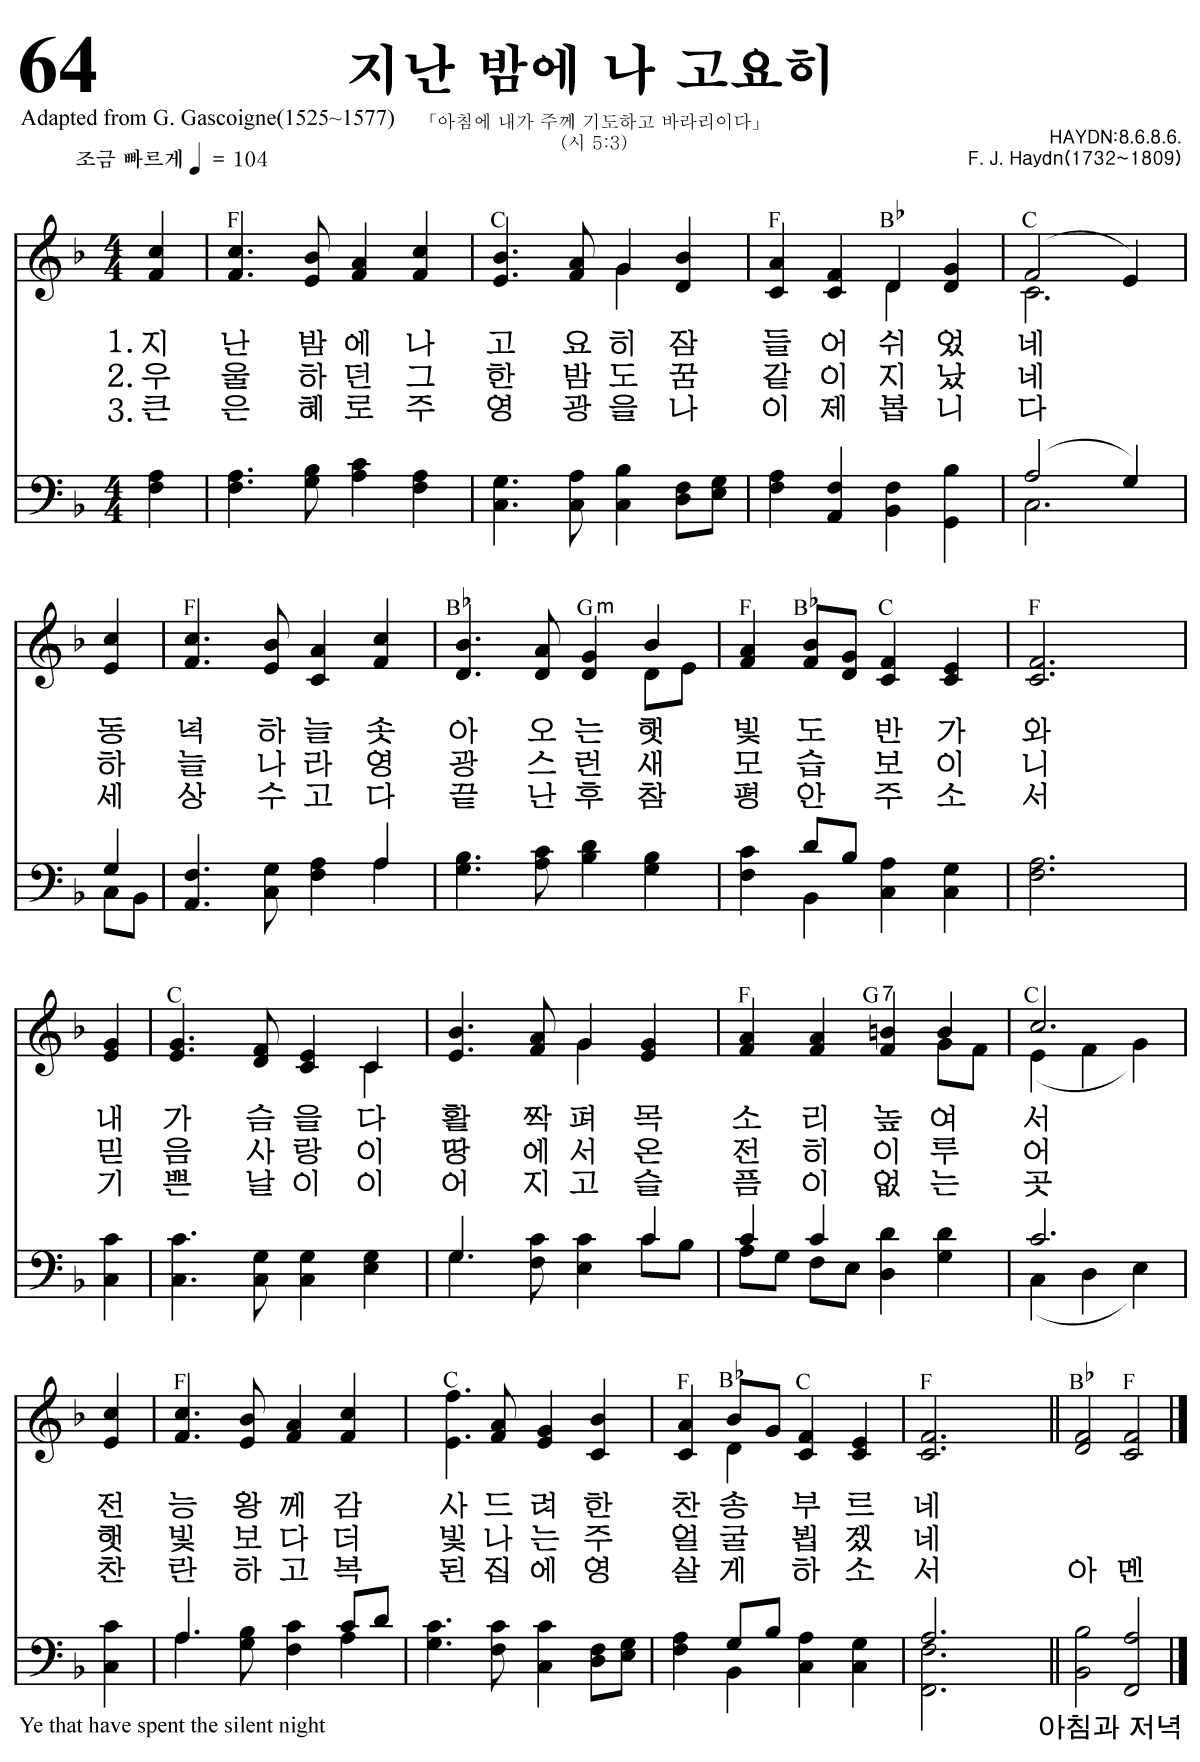 64
지난 밤에 나 고요히
Adapted from G. Gascoigne(1525~1577)
「아침에 내가 주께 기도하고 바라리이다」
(시 5:3)
HAYDN:8.6.8.6.
조금 빠르게 ♩ = 104
F. J. Haydn(1732~1809)
F C F B♭ C
1. 지 난 밤 에 나 고 요 히 잠 들 어 쉬 었 네
2. 우 울 하 던 그 한 밤 도 꿈 같 이 지 났 네
3. 큰 은 혜 로 주 영 광 을 나 이 제 봅 니 다
F B♭ Gm F B♭ C F
동 녘 하 늘 솟 아 오 는 햇 빛 도 반 가 와
하 늘 나 라 영 광 스 런 새 모 습 보 이 니
세 상 수 고 다 끝 난 후 참 평 안 주 소 서
C F G7 C
내 가 슴 을 다 활 짝 펴 목 소 리 높 여 서
믿 음 사 랑 이 땅 에 서 온 전 히 이 루 어
기 쁜 날 이 이 어 지 고 슬 픔 이 없 는 곳
F C F B♭ C F B♭ F
전 능 왕 께 감 사 드 려 한 찬 송 부 르 네
햇 빛 보 다 더 빛 나 는 주 얼 굴 뵙 겠 네
찬 란 하 고 복 된 집 에 영 살 게 하 소 서 아 멘
Ye that have spent the silent night
아침과 저녁